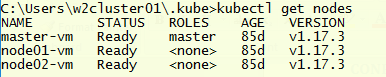 C:\Users\w2cluster01\.kube>kubectl get nodes
NAME STATUS ROLES AGE VERSION
master-vm Ready master 85d v1.17.3
node01-vm Ready <none> 85d v1.17.3
node02-vm Ready <none> 85d v1.17.3